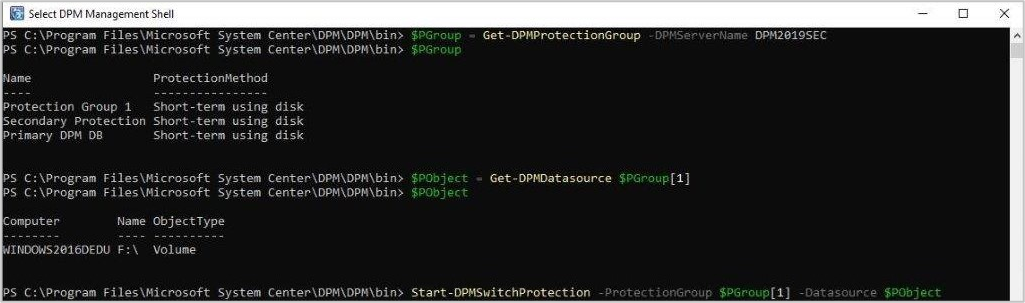 Select DPM Management Shell
PS C:\Program Files\Microsoft System Center\DPM\DPM\bin> $PGroup = Get-DPMProtectionGroup -DPMServerName DPM2019SEC
PS C:\Program Files\Microsoft System Center\DPM\DPM\bin> $PGroup
Name                 ProtectionMethod
----                 ----------------
Protection Group 1   Short-term using disk
Secondary Protection Short-term using disk
Primary DPM DB       Short-term using disk
PS C:\Program Files\Microsoft System Center\DPM\DPM\bin> $PObject = Get-DPMDatasource $PGroup[1]
PS C:\Program Files\Microsoft System Center\DPM\DPM\bin> $PObject
Computer        Name ObjectType
--------        ---- ----------
WINDOWS2016DEDU F:\  Volume
PS C:\Program Files\Microsoft System Center\DPM\DPM\bin> Start-DPMSwitchProtection -ProtectionGroup $PGroup[1] -Datasource $PObject